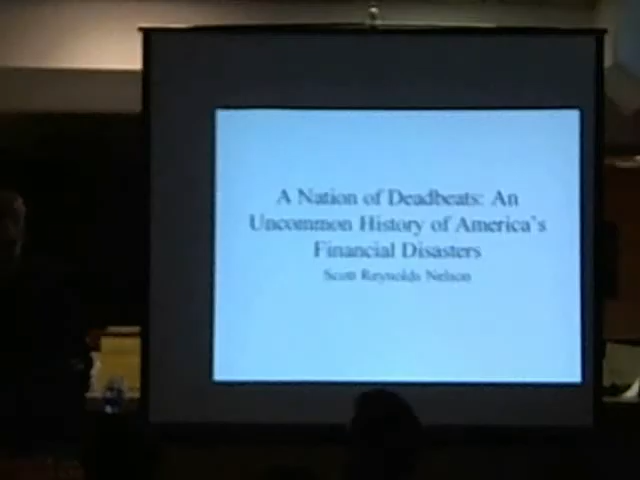 A Nation of Deadbeats: An
Uncommon History of America's
Financial Disasters
Scott Reynolds Nelson